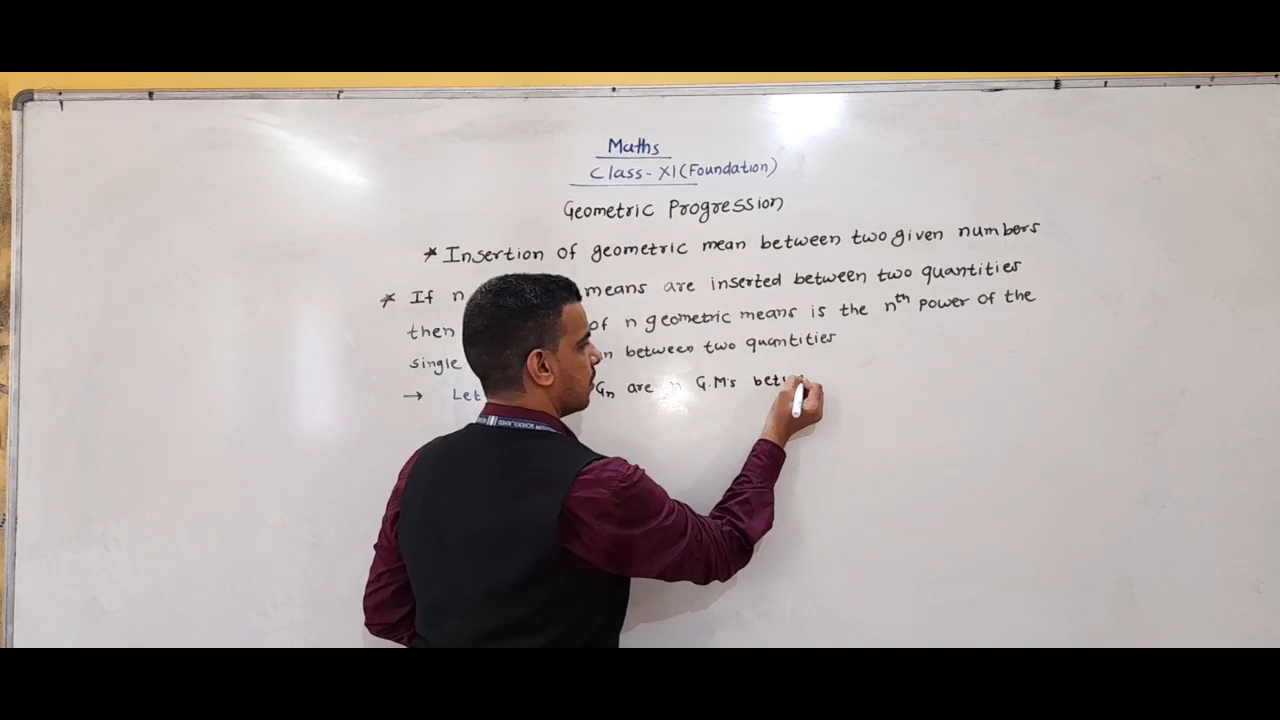 Maths
Class-XI (Foundation)
Geometric Progression
* Insertion of geometric mean between two given numbers
* If n means are inserted between two quantities
then of n geometric means is the nth power of the
single between two quantities
→ Let Gn are n G.M's